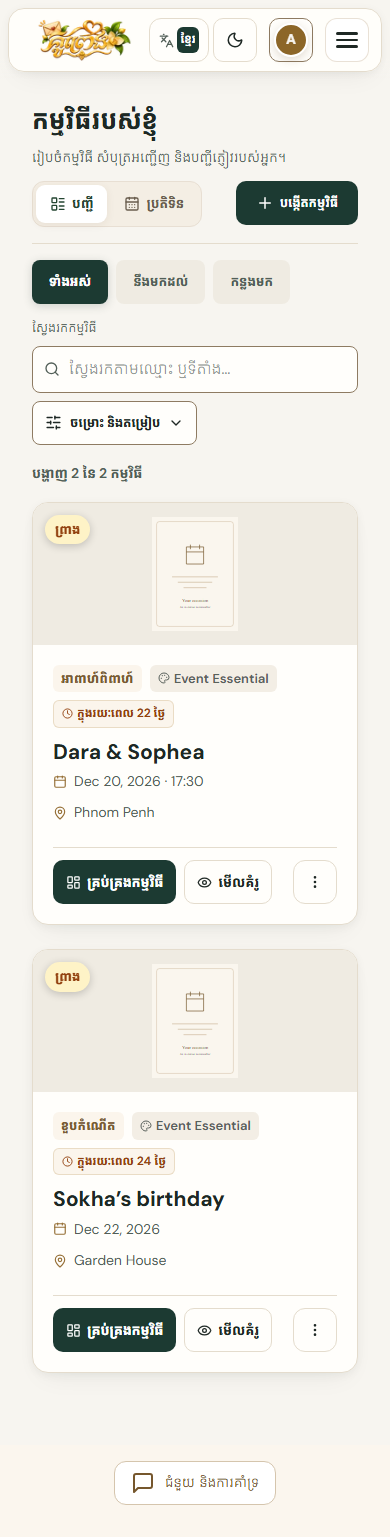 គូព្រេង
ខ្មែរ
A
កម្មវិធីរបស់ខ្ញុំ
រៀបចំកម្មវិធី សំបុត្រអញ្ជើញ និងបញ្ជីភ្ញៀវរបស់អ្នក។
បញ្ជី
ប្រតិទិន
បង្កើតកម្មវិធី
ទាំងអស់
នឹងមកដល់
កន្លងមក
ស្វែងរកកម្មវិធី
ស្វែងរកតាមឈ្មោះ ឬទីតាំង...
ចម្រោះ និងតម្រៀប
បង្ហាញ 2 នៃ 2 កម្មវិធី
ព្រាង
អាពាហ៍ពិពាហ៍
Event Essential
ក្នុងរយៈពេល 22 ថ្ងៃ
Dara & Sophea
Dec 20, 2026 · 17:30
Phnom Penh
គ្រប់គ្រងកម្មវិធី
មើលគំរូ
ព្រាង
ខួបកំណើត
Event Essential
ក្នុងរយៈពេល 24 ថ្ងៃ
Sokha’s birthday
Dec 22, 2026
Garden House
គ្រប់គ្រងកម្មវិធី
មើលគំរូ
ជំនួយ និងការគាំទ្រ